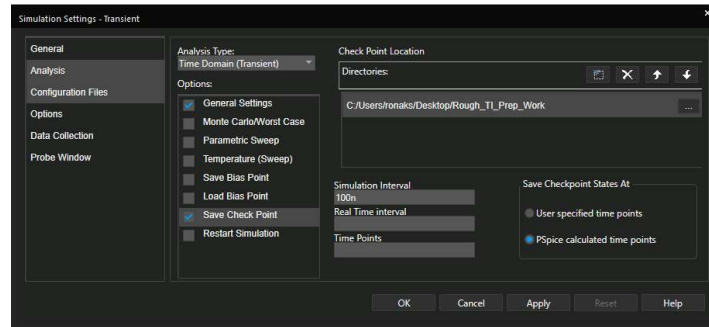 Simulation Settings - Transient
General
Analysis
Configuration Files
Options
Data Collection
Probe Window
Analysis Type:
Time Domain (Transient)
Options:
General Settings
Monte Carlo/Worst Case
Parametric Sweep
Temperature (Sweep)
Save Bias Point
Load Bias Point
Save Check Point
Restart Simulation
Check Point Location
Directories:
C:/Users/ronaks/Desktop/Rough_TI_Prep_Work
...
Simulation Interval
100n
Real Time interval
Time Points
Save Checkpoint States At
User specified time points
PSpice calculated time points
OK
Cancel
Apply
Reset
Help